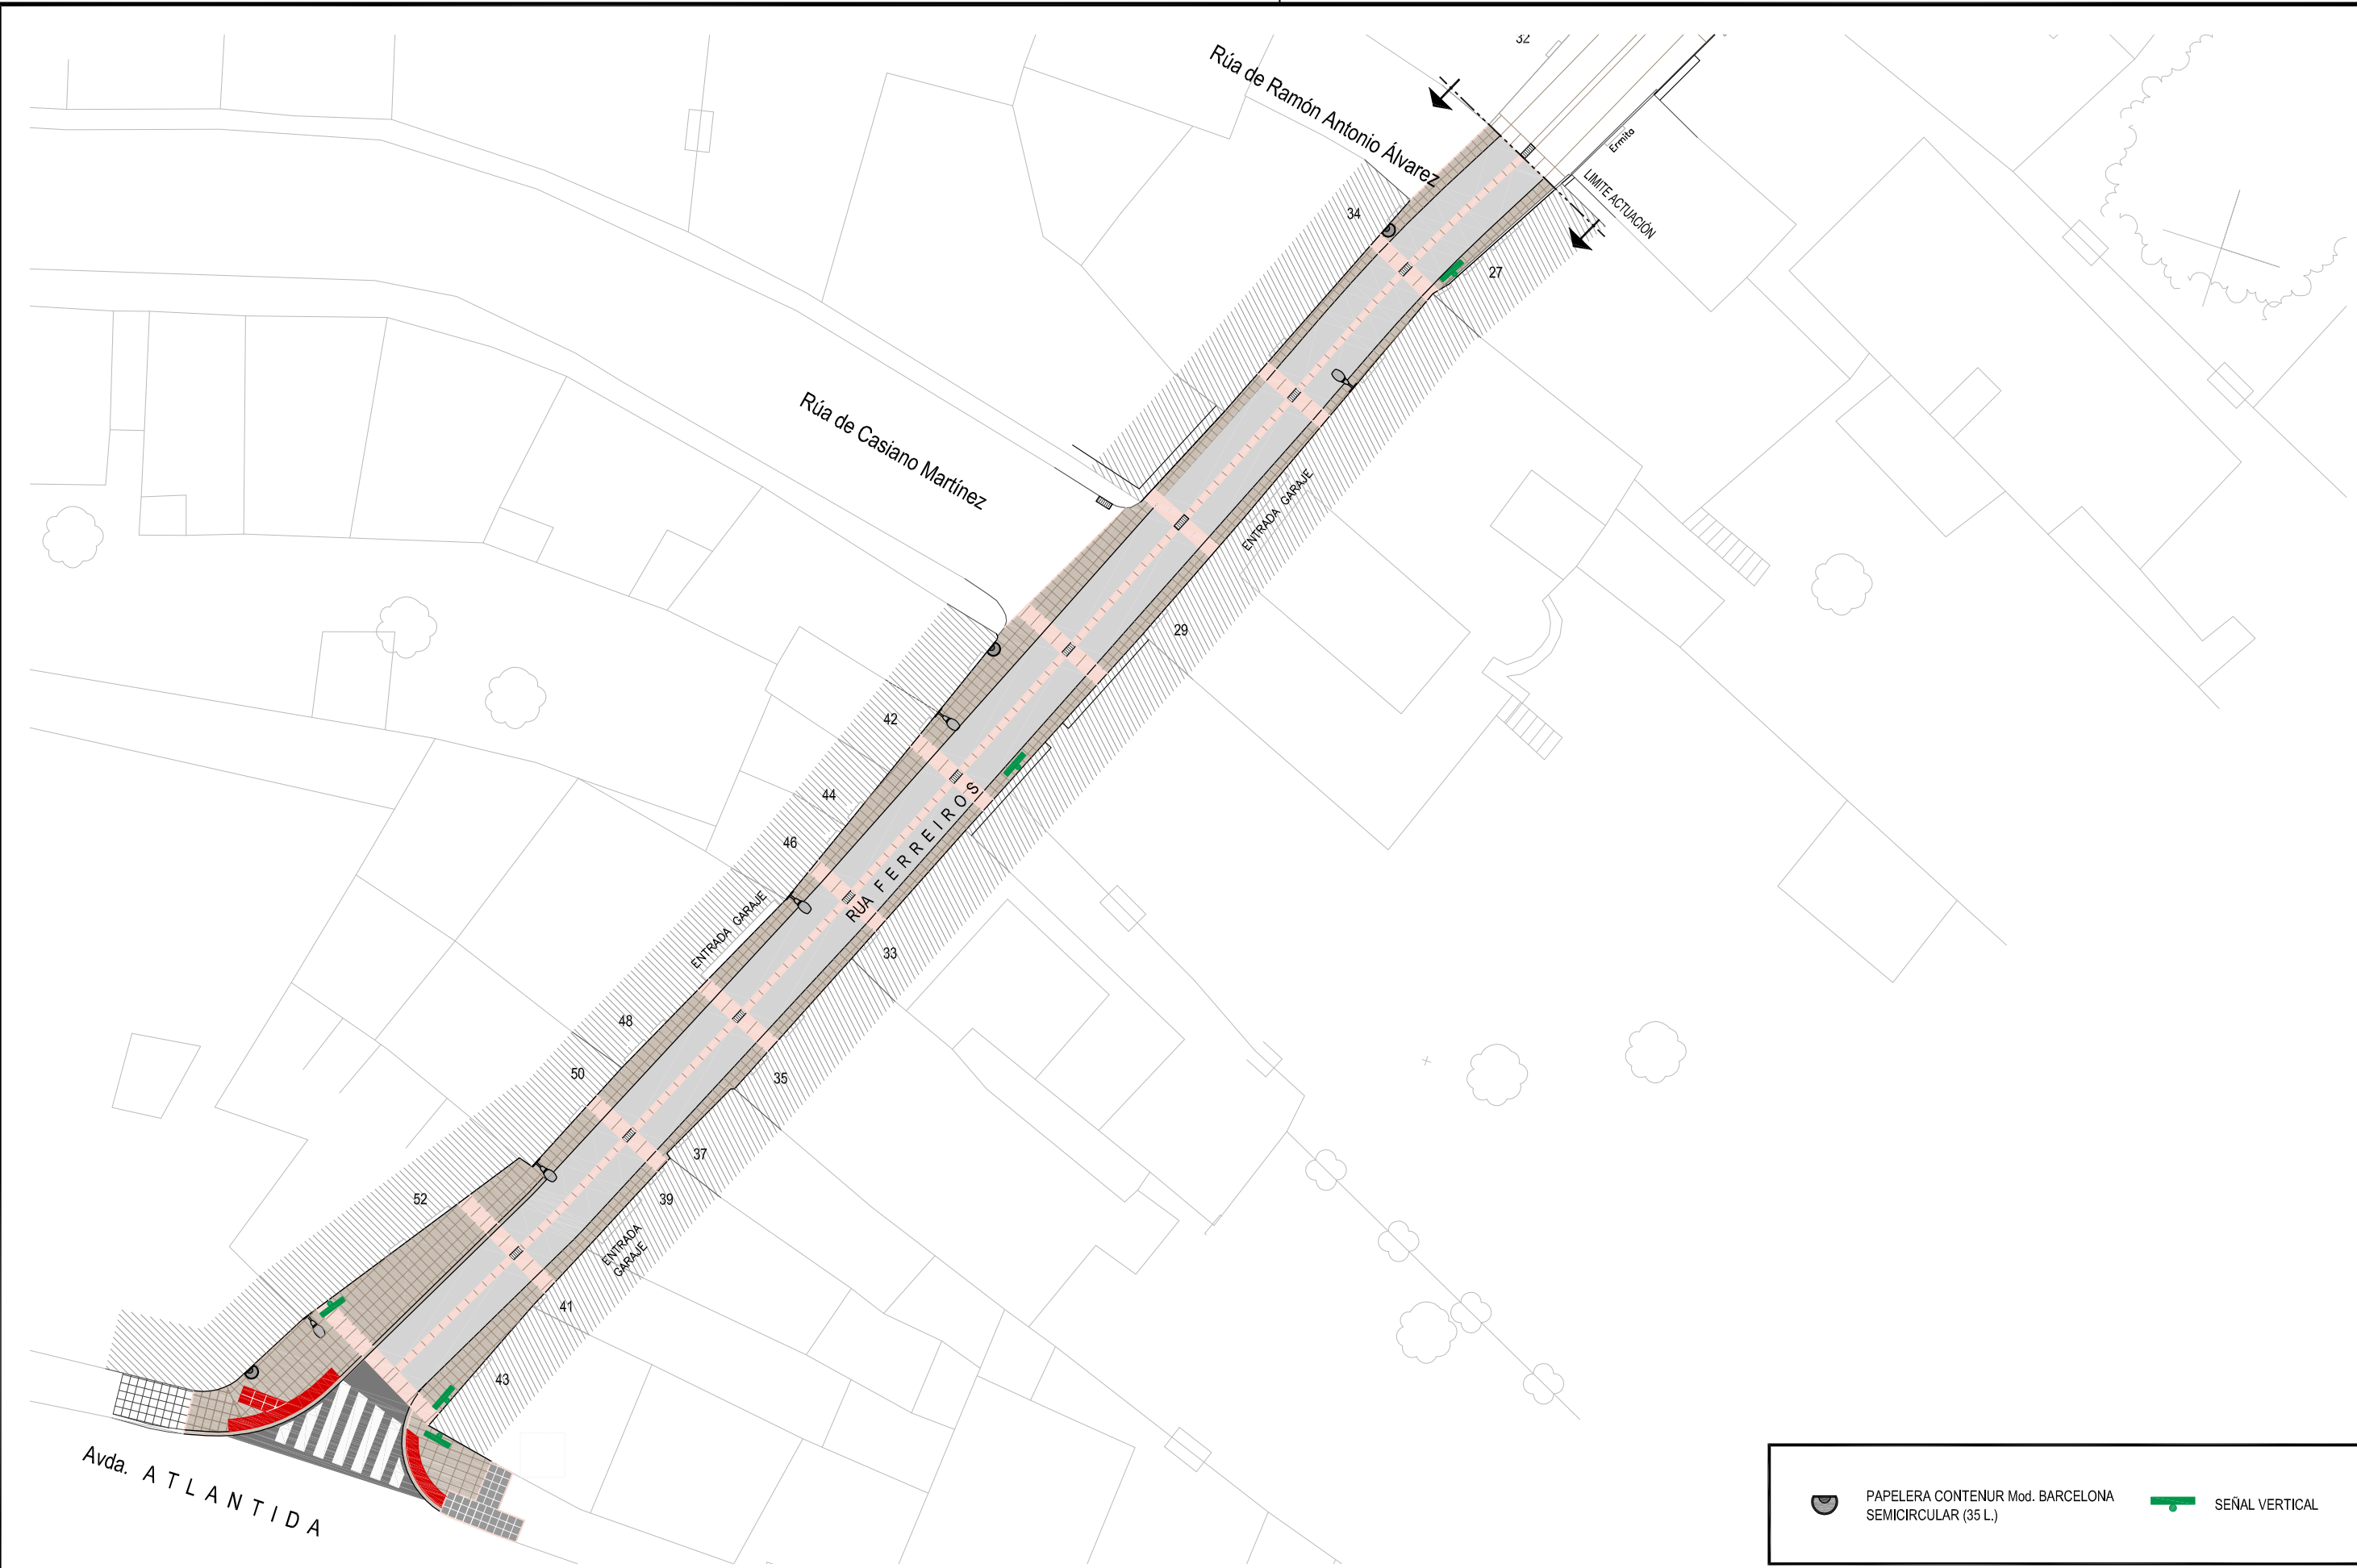 32
Rúa de Ramón Antonio Álvarez
Ermita
LIMITE ACTUACIÓN
34
27
Rúa de Casiano Martínez
ENTRADA GARAJE
29
42
44
46
RUA FERREIROS
ENTRADA GARAJE
33
48
50
35
37
52
39
ENTRADA
GARAJE
41
43
Avda. ATLANTIDA
PAPELERA CONTENUR Mod. BARCELONA
SEMICIRCULAR (35 L.)
SEÑAL VERTICAL